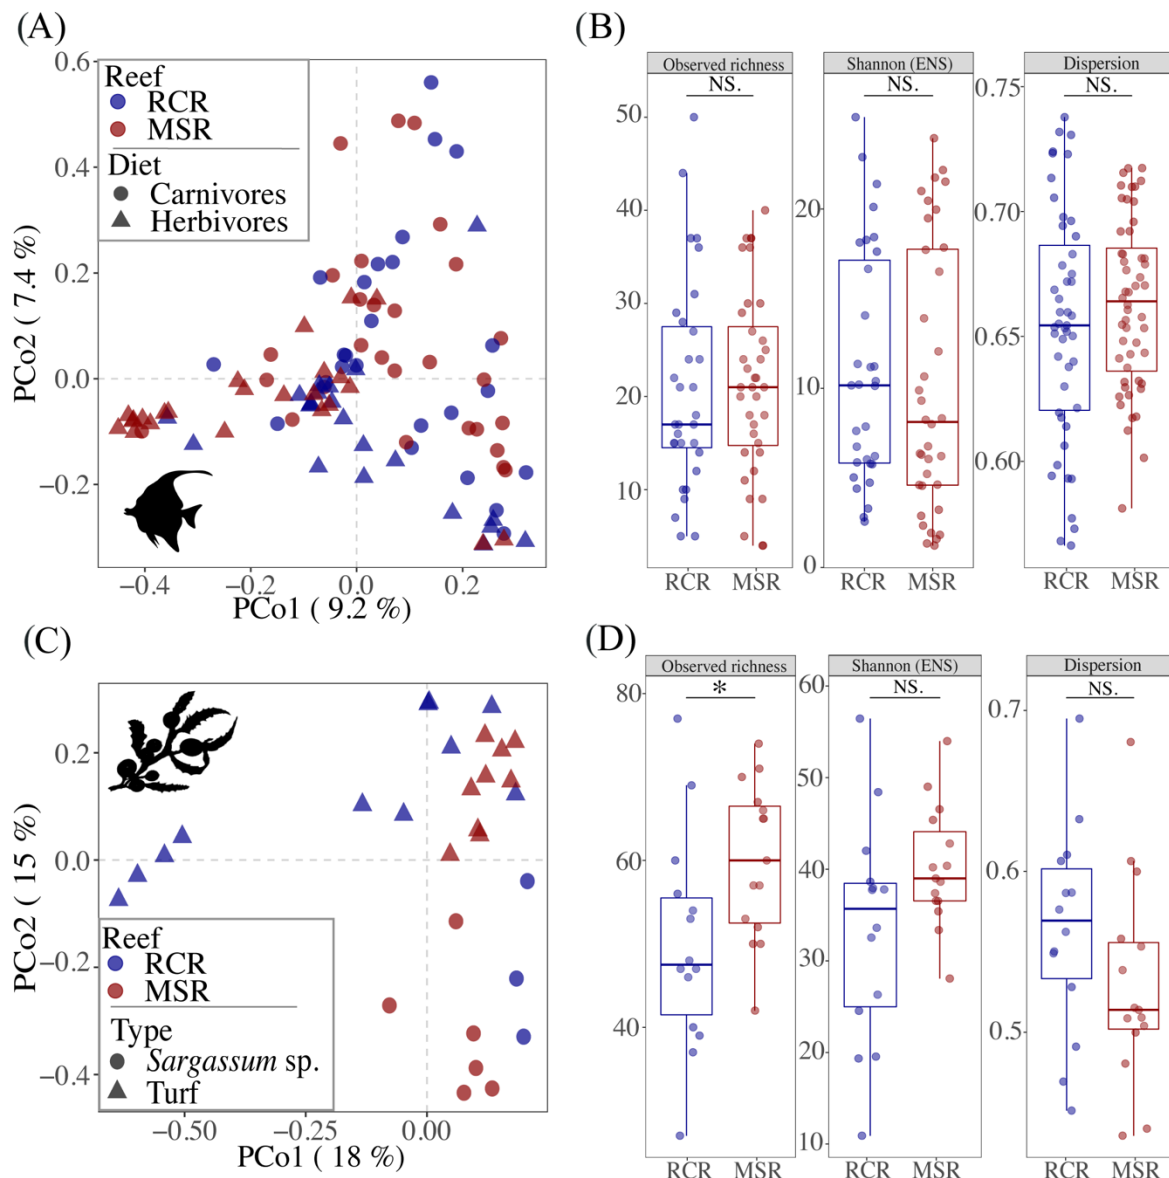 (A)
Reef
RCR
MSR
Diet
Carnivores
Herbivores
PCo2 ( 7.4 %)
0.6
0.4
0.2
0.0
−0.2
−0.4
−0.2
0.0
0.2
PCo1 ( 9.2 %)
(B)
Observed richness
NS.
50
40
30
20
10
RCR
MSR
Shannon (ENS)
NS.
20
10
0
RCR
MSR
Dispersion
NS.
0.75
0.70
0.65
0.60
RCR
MSR
(C)
PCo2 ( 15 %)
0.2
0.0
−0.2
−0.4
Reef
RCR
MSR
Type
Sargassum sp.
Turf
−0.50
−0.25
0.00
PCo1 ( 18 %)
(D)
Observed richness
*
80
60
40
RCR
MSR
Shannon (ENS)
NS.
60
50
40
30
20
10
RCR
MSR
Dispersion
NS.
0.7
0.6
0.5
RCR
MSR